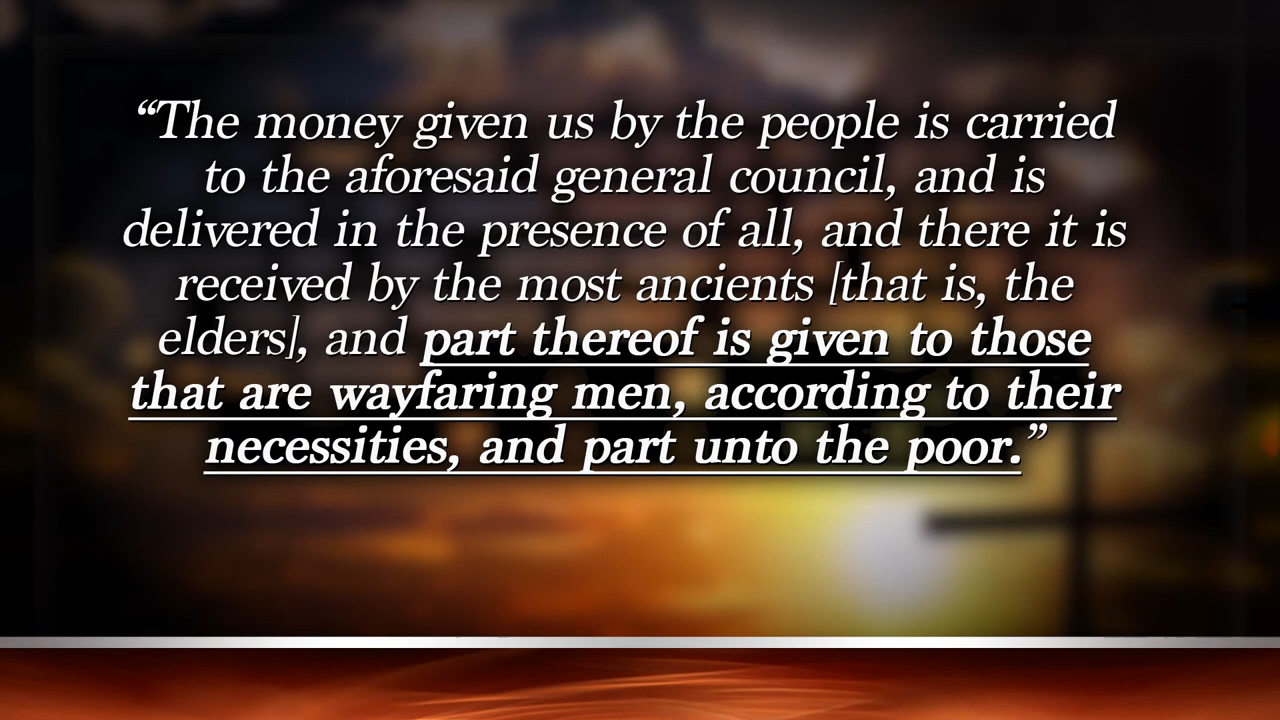 “The money given us by the people is carried
to the aforesaid general council, and is
delivered in the presence of all, and there it is
received by the most ancients [that is, the
elders], and part thereof is given to those
that are wayfaring men, according to their
necessities, and part unto the poor.”